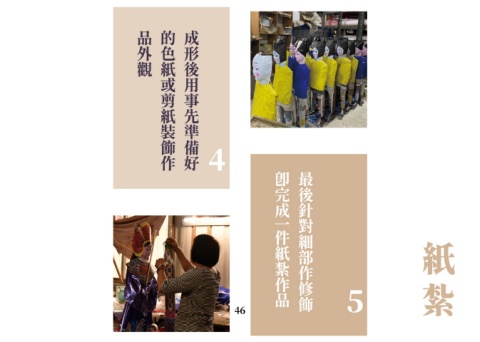 成形後用事先準備好
的色紙或剪紙裝飾作
品外觀
4
最後針對細部作修飾
卽完成一件紙紮作品
5
46
紙紮